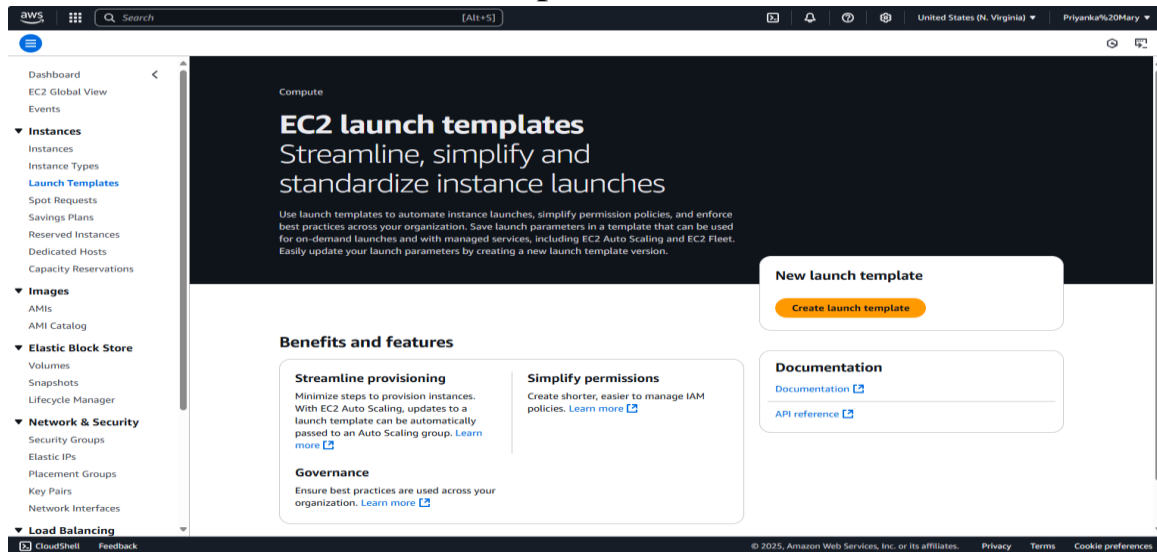 aws
Search
[Alt+S]
United States (N. Virginia)
Priyanka%20Mary
Dashboard
EC2 Global View
Events
Instances
Instances
Instance Types
Launch Templates
Spot Requests
Savings Plans
Reserved Instances
Dedicated Hosts
Capacity Reservations
Images
AMIs
AMI Catalog
Elastic Block Store
Volumes
Snapshots
Lifecycle Manager
Network & Security
Security Groups
Elastic IPs
Placement Groups
Key Pairs
Network Interfaces
Load Balancing
Compute
EC2 launch templates
Streamline, simplify and
standardize instance launches
Use launch templates to automate instance launches, simplify permission policies, and enforce
best practices across your organization. Save launch parameters in a template that can be used
for on-demand launches and with managed services, including EC2 Auto Scaling and EC2 Fleet.
Easily update your launch parameters by creating a new launch template version.
New launch template
Create launch template
Benefits and features
Streamline provisioning
Minimize steps to provision instances.
With EC2 Auto Scaling, updates to a
launch template can be automatically
passed to an Auto Scaling group. Learn
more
Simplify permissions
Create shorter, easier to manage IAM
policies. Learn more
Governance
Ensure best practices are used across your
organization. Learn more
Documentation
Documentation
API reference
CloudShell
Feedback
© 2025, Amazon Web Services, Inc. or its affiliates.
Privacy
Terms
Cookie preferences